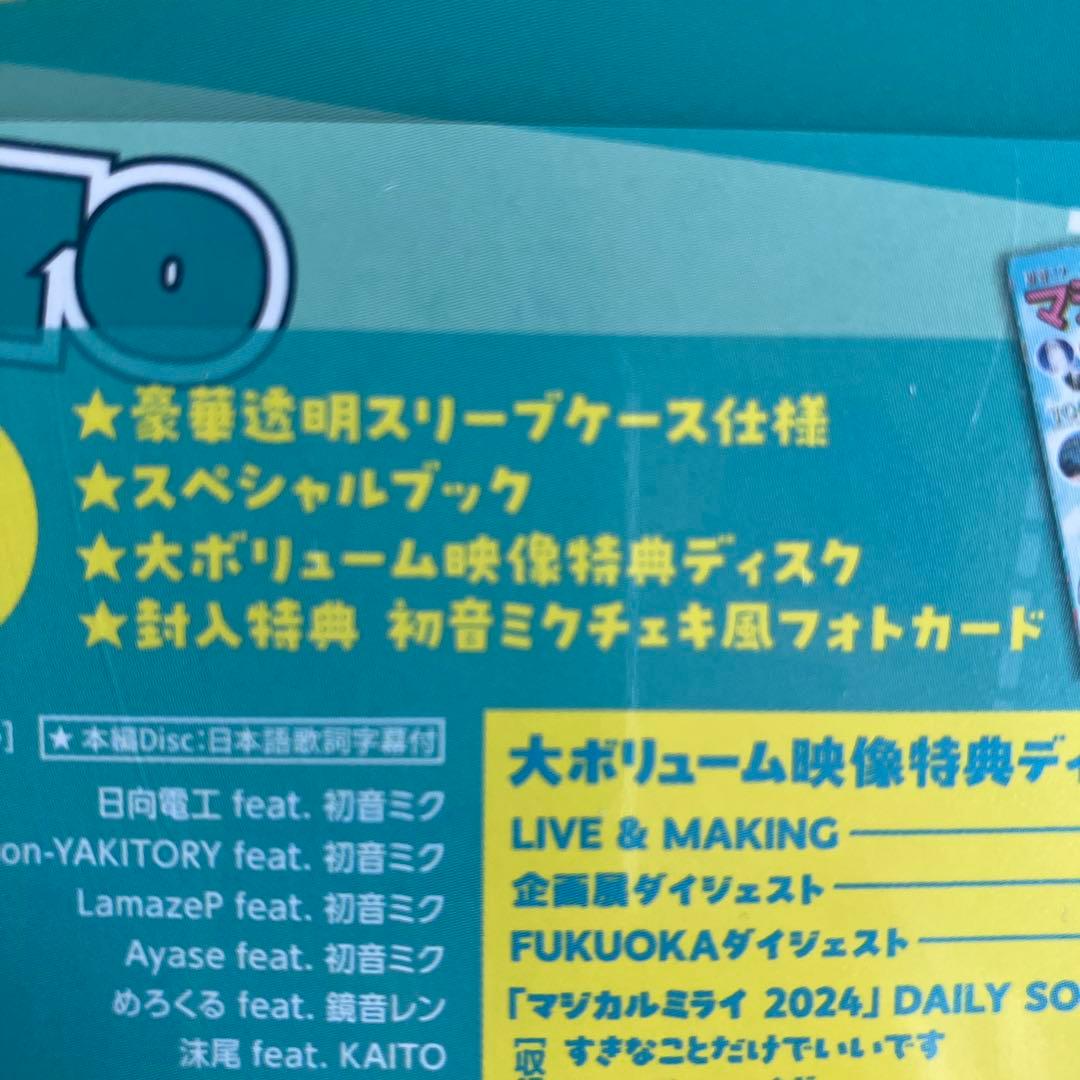 ★豪華透明スリーブケース仕様
★スペシャルブック
★大ボリューム映像特典ディスク
★封入特典 初音ミクチェキ風フォトカード
★ 本編Disc:日本語歌詞字幕付
日向電工 feat. 初音ミク
on-YAKITORY feat. 初音ミク
LamazeP feat. 初音ミク
Ayase feat. 初音ミク
めろくる feat. 鏡音レン
沫尾 feat. KAITO
大ボリューム映像特典ディ
LIVE & MAKING
企画展ダイジェスト
FUKUOKAダイジェスト
「マジカルミライ 2024」DAILY SO
すきなことだけでいいです